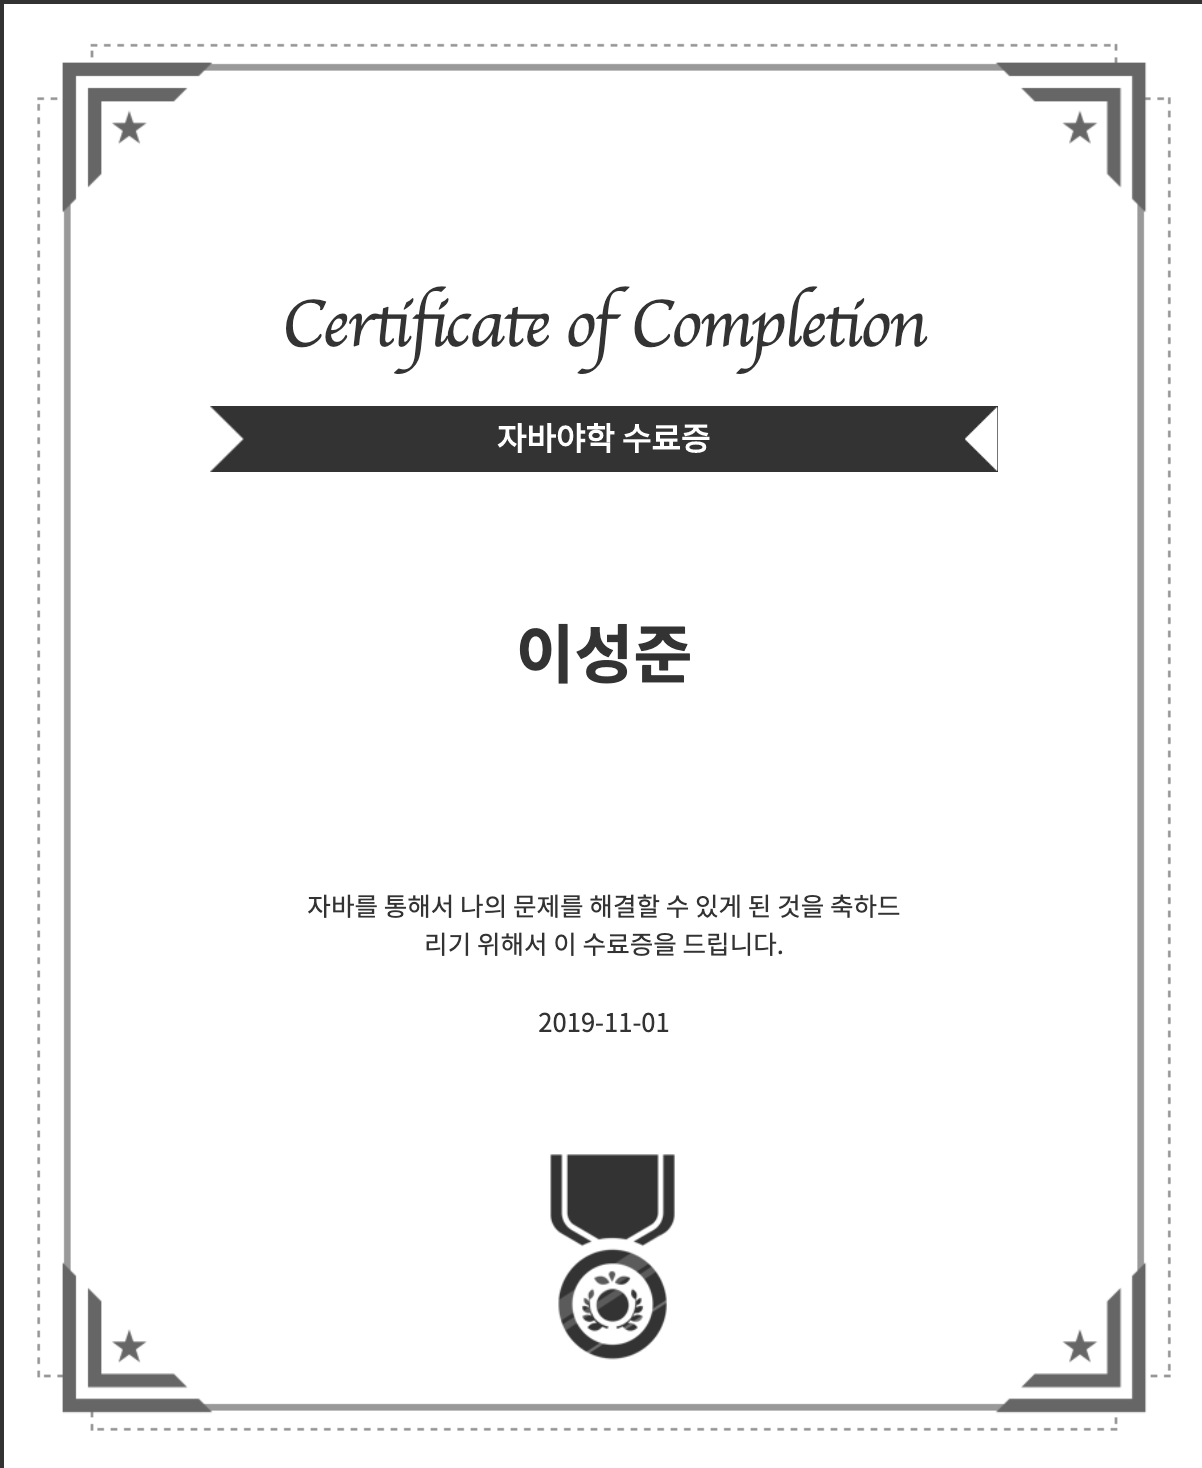 Certificate of Completion
자바야학 수료증
이성준
자바를 통해서 나의 문제를 해결할 수 있게 된 것을 축하드
리기 위해서 이 수료증을 드립니다.
2019-11-01